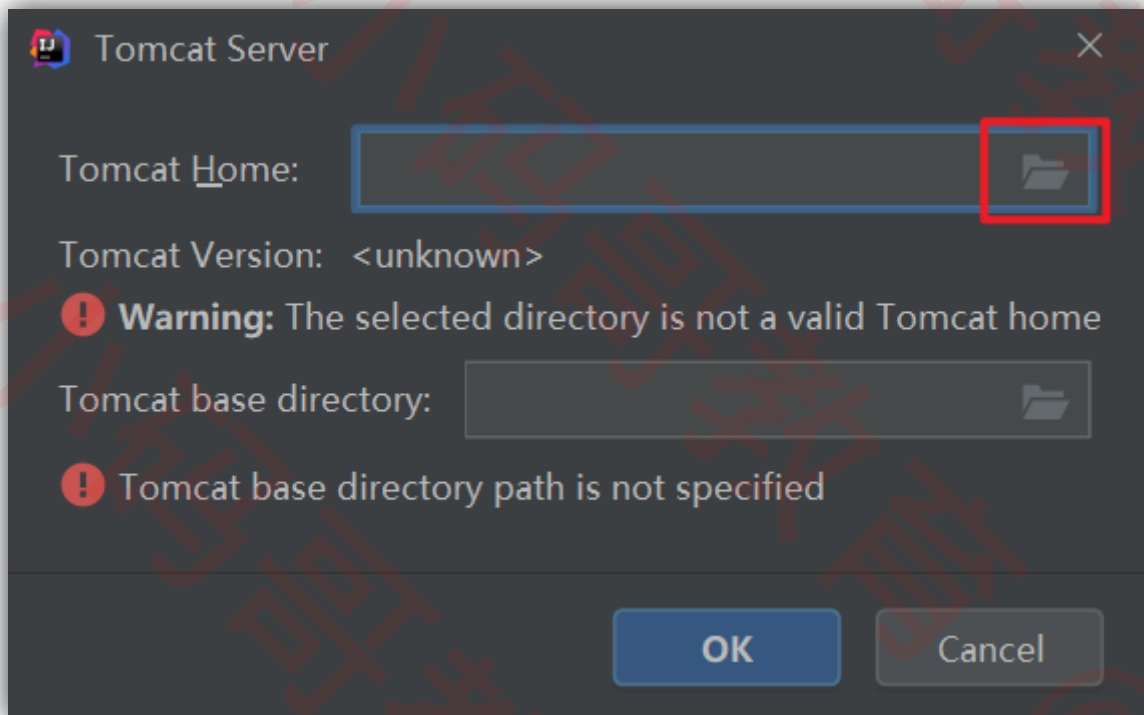 Tomcat Server
Tomcat Home:
Tomcat Version: <unknown>
Warning: The selected directory is not a valid Tomcat home
Tomcat base directory:
Tomcat base directory path is not specified
OK Cancel